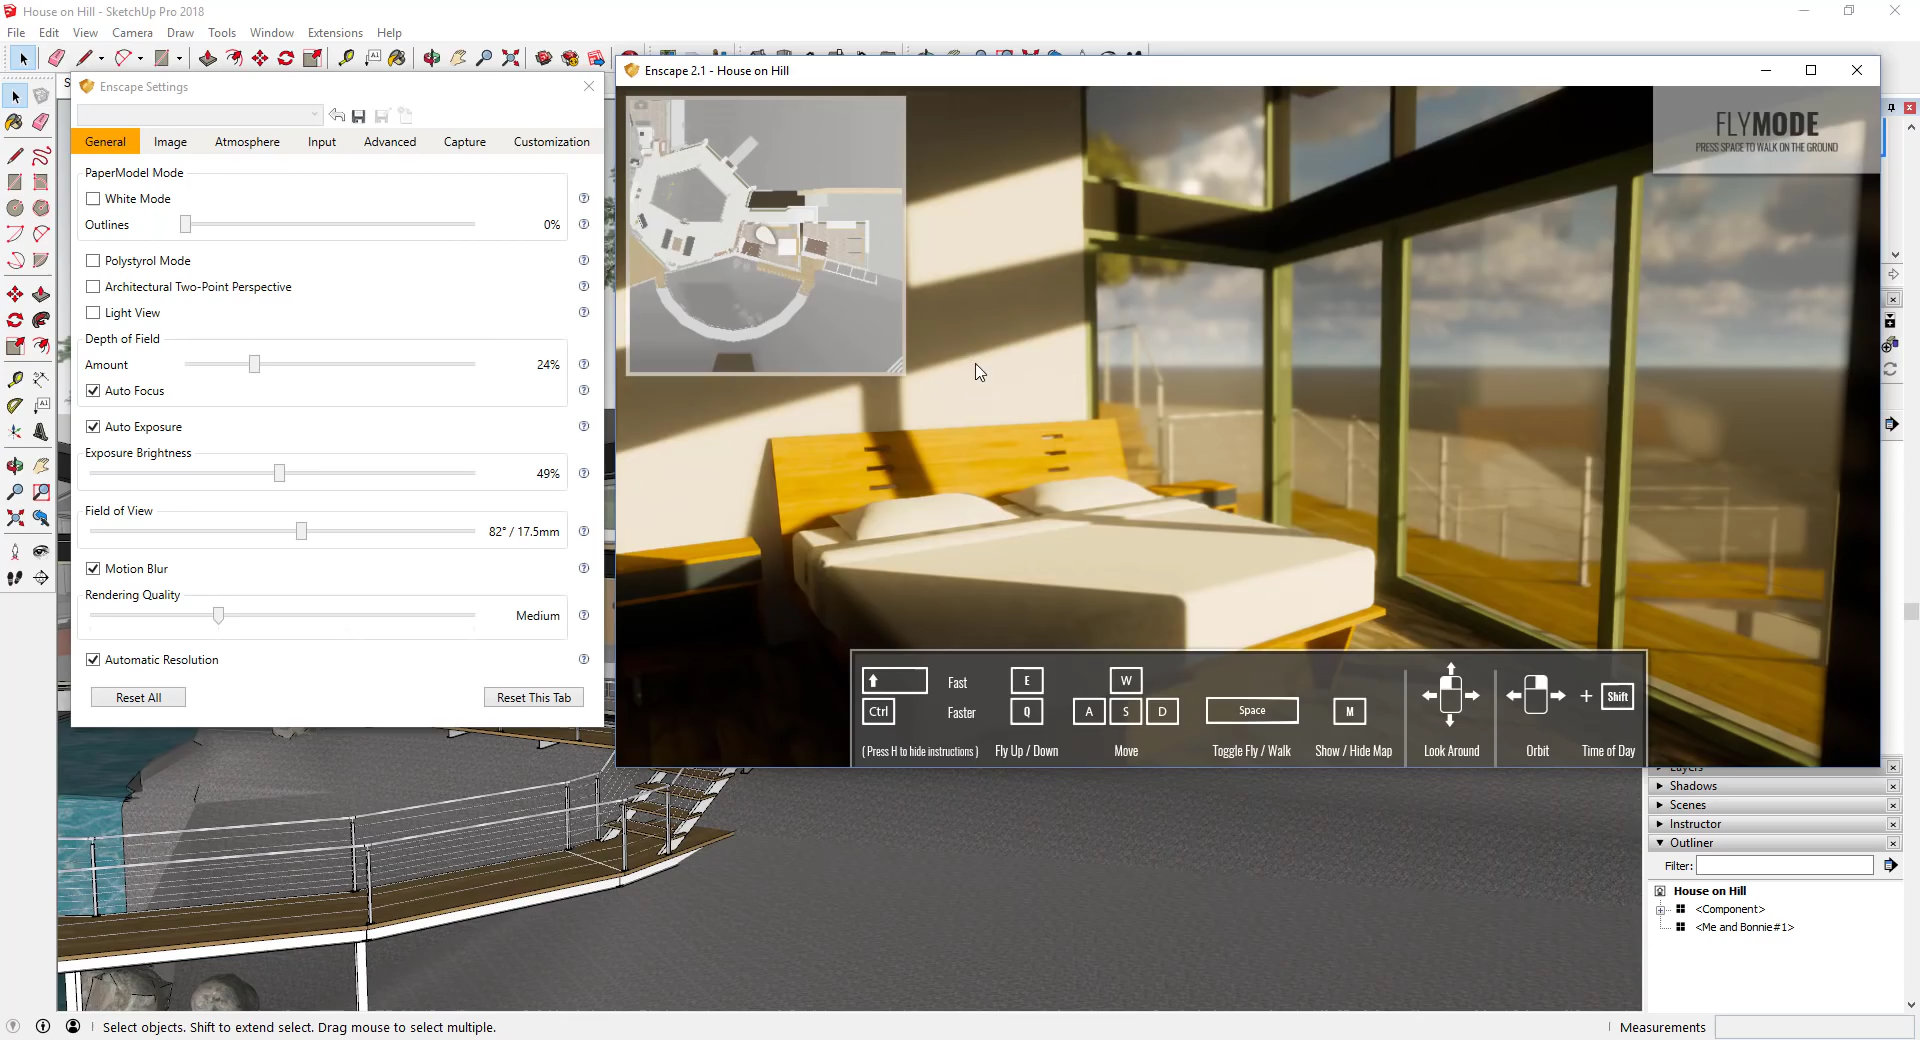 House on Hill - SketchUp Pro 2018
File Edit View Camera Draw Tools Window Extensions Help
Enscape Settings
General Image Atmosphere Input Advanced Capture Customization
PaperModel Mode
White Mode
Outlines 0%
Polystyrol Mode
Architectural Two-Point Perspective
Light View
Depth of Field
Amount 24%
Auto Focus
Auto Exposure
Exposure Brightness
49%
Field of View
82° / 17.5mm
Motion Blur
Rendering Quality
Medium
Automatic Resolution
Reset All Reset This Tab
Enscape 2.1 - House on Hill
FLYMODE
PRESS SPACE TO WALK ON THE GROUND
Fast E W
Ctrl Faster Q A S D Space M + Shift
( Press H to hide instructions ) Fly Up / Down Move Toggle Fly / Walk Show / Hide Map Look Around Orbit Time of Day
Layers
Shadows
Scenes
Instructor
Outliner
Filter:
House on Hill
<Component>
<Me and Bonnie#1>
Select objects. Shift to extend select. Drag mouse to select multiple.
Measurements